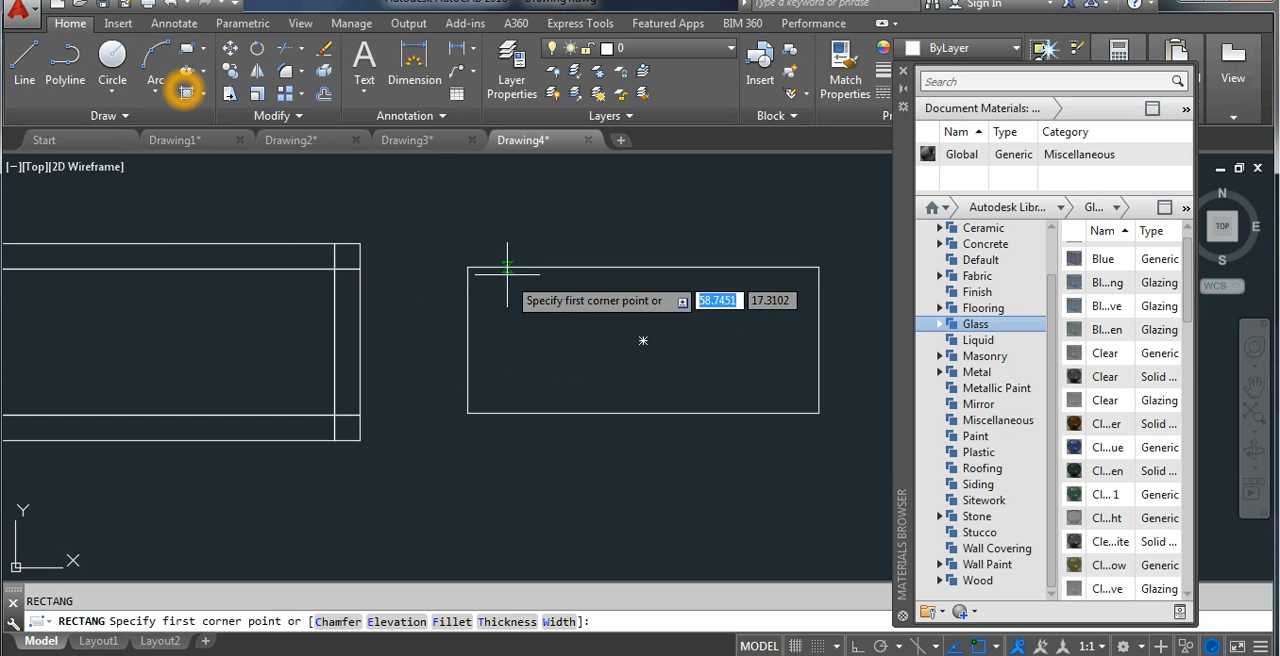 Type a keyword or phrase
Sign In
Home Insert Annotate Parametric View Manage Output Add-ins A360 Express Tools Featured Apps BIM 360 Performance
0
ByLayer
Line Polyline Circle Arc Text Dimension Layer Properties Insert Match Properties View
Draw Modify Annotation Layers Block
Start Drawing1* Drawing2* Drawing3* Drawing4*
[−][Top][2D Wireframe]
Search
Document Materials: ...
Nam Type Category
Global Generic Miscellaneous
Autodesk Libr... Gl...
Nam Type
Ceramic
Concrete
Default
Fabric
Finish
Flooring
Glass
Liquid
Masonry
Metal
Metallic Paint
Mirror
Miscellaneous
Paint
Plastic
Roofing
Siding
Sitework
Stone
Stucco
Wall Covering
Wall Paint
Wood
Blue Generic
Bl...ng Glazing
Bl...ve Glazing
Bl...en Glazing
Clear Generic
Clear Solid ...
Clear Glazing
Cl...er Solid ...
Cl...ue Generic
Cl...en Solid ...
Cl... 1 Generic
Cl...ht Generic
Cle...ite Solid ...
Cl...ow Generic
Cl...ve Glazing
MATERIALS BROWSER
N
TOP E
S
WCS
Specify first corner point or 58.7451 17.3102
Y
X
RECTANG
RECTANG Specify first corner point or [Chamfer Elevation Fillet Thickness Width]:
Model Layout1 Layout2 +
MODEL 1:1